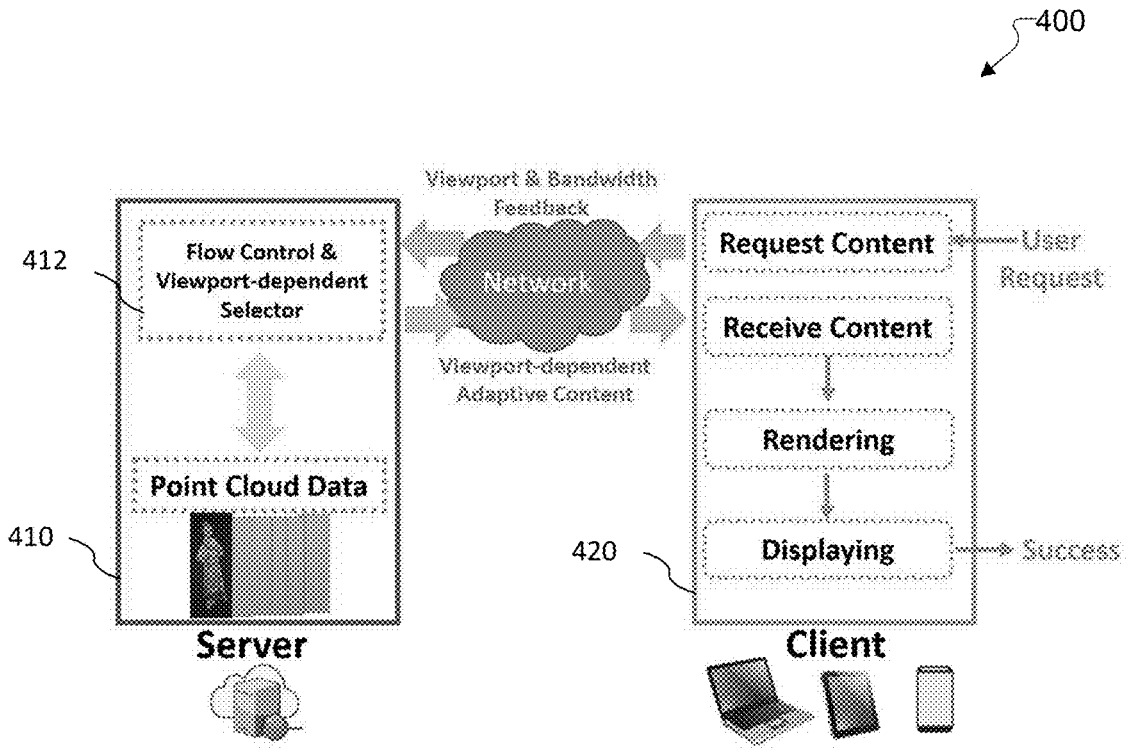 400
Viewport & Bandwidth
Feedback
412
Flow Control &
Viewport-dependent
Selector
Network
Request Content
User
Request
Receive Content
Viewport-dependent
Adaptive Content
Rendering
Point Cloud Data
410
420
Displaying
Success
Server
Client